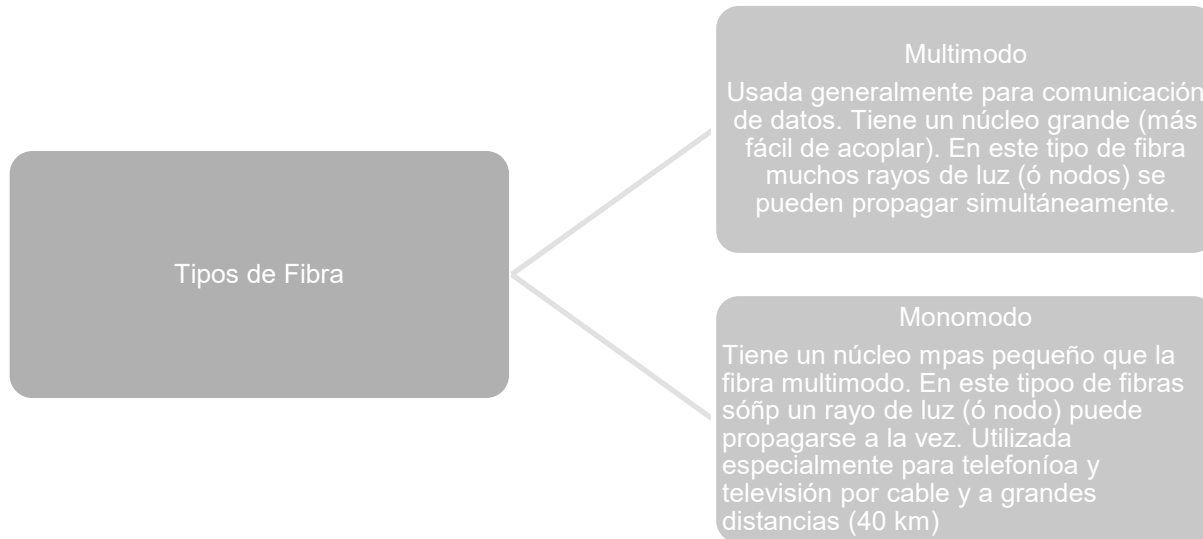 Tipos de Fibra
Multimodo
Usada generalmente para comunicación
de datos. Tiene un núcleo grande (más
fácil de acoplar). En este tipo de fibra
muchos rayos de luz (ó nodos) se
pueden propagar simultáneamente.
Monomodo
Tiene un núcleo mpas pequeño que la
fibra multimodo. En este tipoo de fibras
sóñp un rayo de luz (ó nodo) puede
propagarse a la vez. Utilizada
especialmente para telefoníoa y
televisión por cable y a grandes
distancias (40 km)